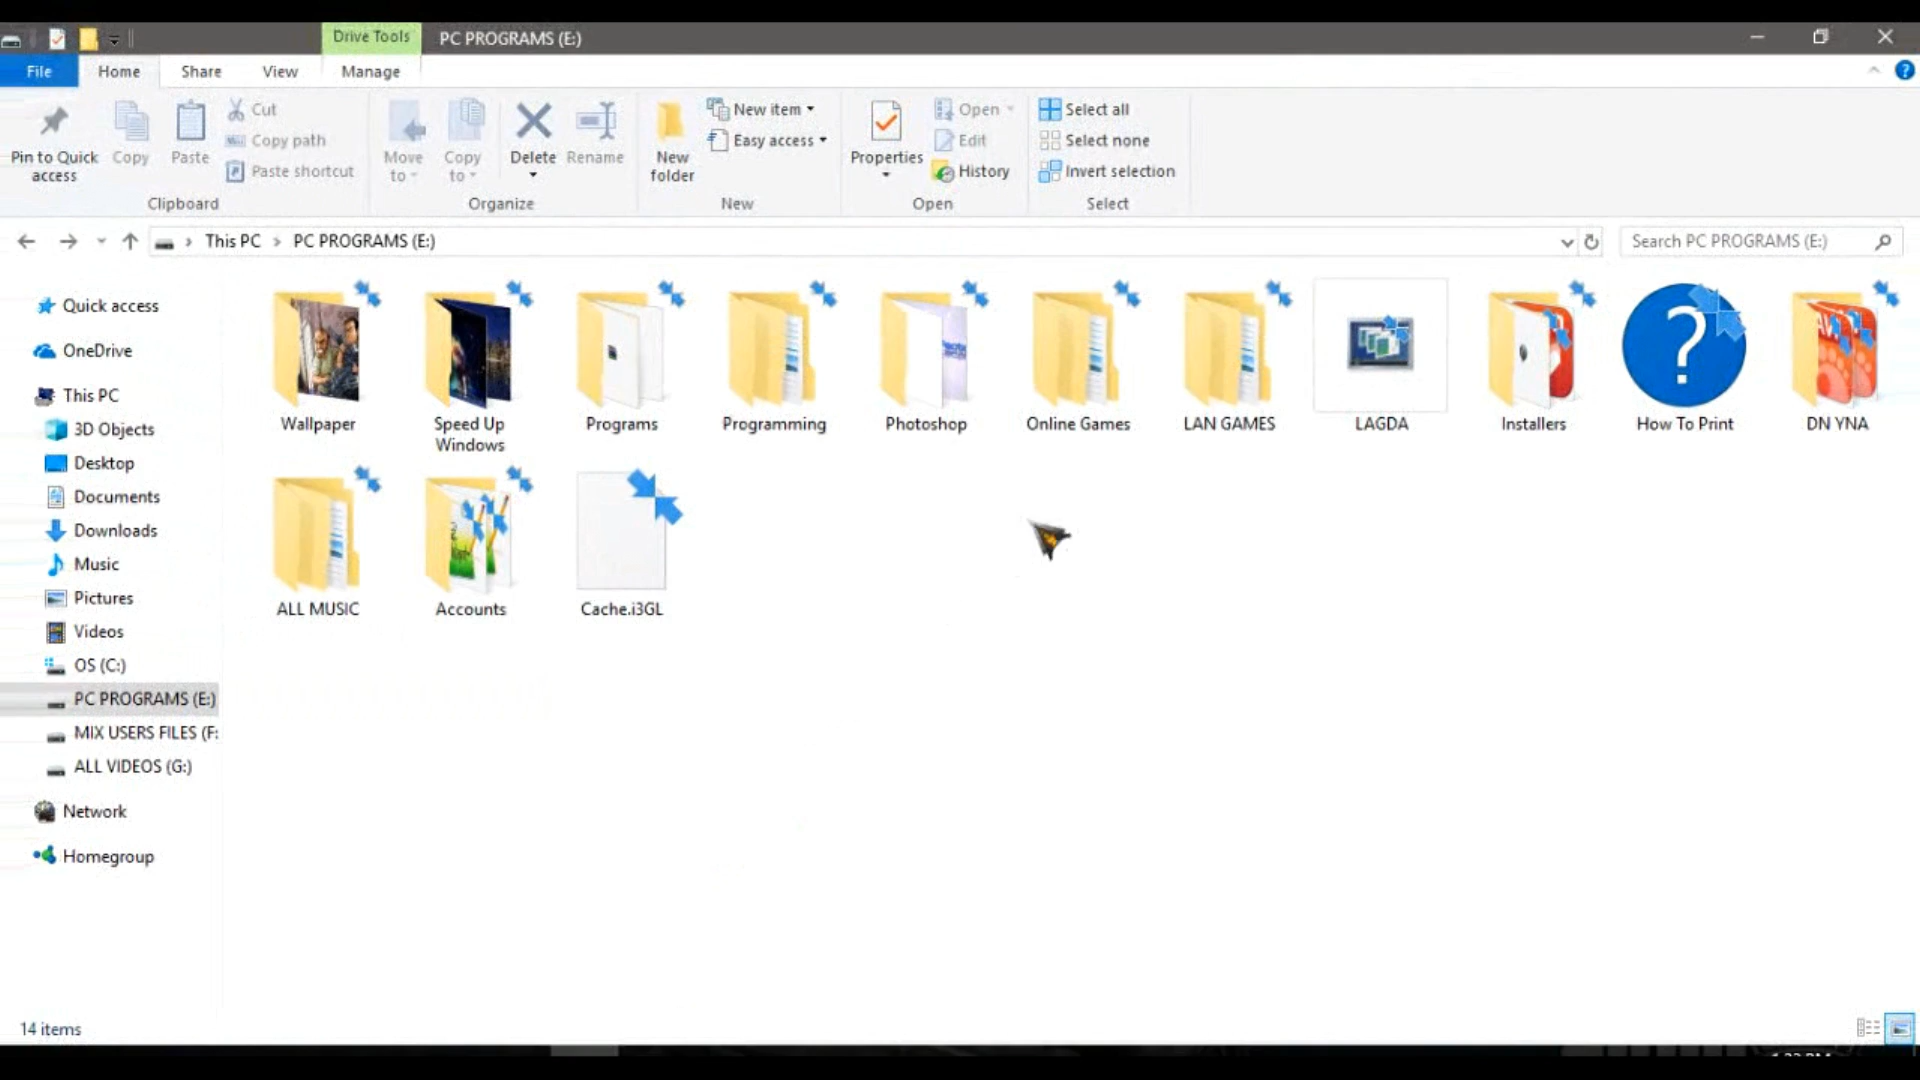 Drive Tools
PC PROGRAMS (E:)
File
Home
Share
View
Manage
Pin to Quick
access
Copy
Paste
Cut
Copy path
Paste shortcut
Clipboard
Move
to
Copy
to
Delete
Rename
Organize
New
folder
New item
Easy access
New
Properties
Open
Edit
History
Open
Select all
Select none
Invert selection
Select
This PC > PC PROGRAMS (E:)
Search PC PROGRAMS (E:)
Quick access
OneDrive
This PC
3D Objects
Desktop
Documents
Downloads
Music
Pictures
Videos
OS (C:)
PC PROGRAMS (E:)
MIX USERS FILES (F:
ALL VIDEOS (G:)
Network
Homegroup
Wallpaper
Speed Up
Windows
Programs
Programming
Photoshop
Online Games
LAN GAMES
LAGDA
Installers
How To Print
DN YNA
ALL MUSIC
Accounts
Cache.i3GL
14 items